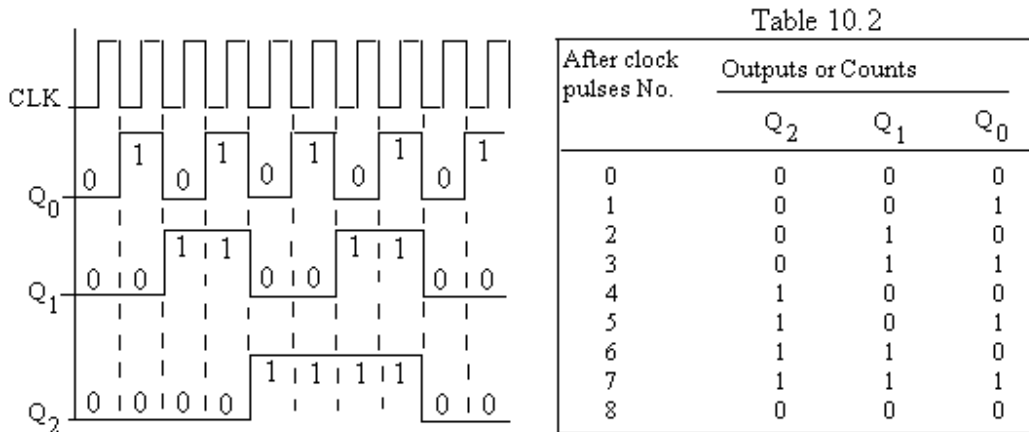 CLK
0 1 0 1 0 1 0 1 0 1
Q0
0 0 1 1 0 0 1 1 0 0
Q1
0 0 0 0 1 1 1 1 0 0
Q2
Table 10.2
After clock
pulses No.
Outputs or Counts
Q2 Q1 Q0
0 0 0 0
1 0 0 1
2 0 1 0
3 0 1 1
4 1 0 0
5 1 0 1
6 1 1 0
7 1 1 1
8 0 0 0